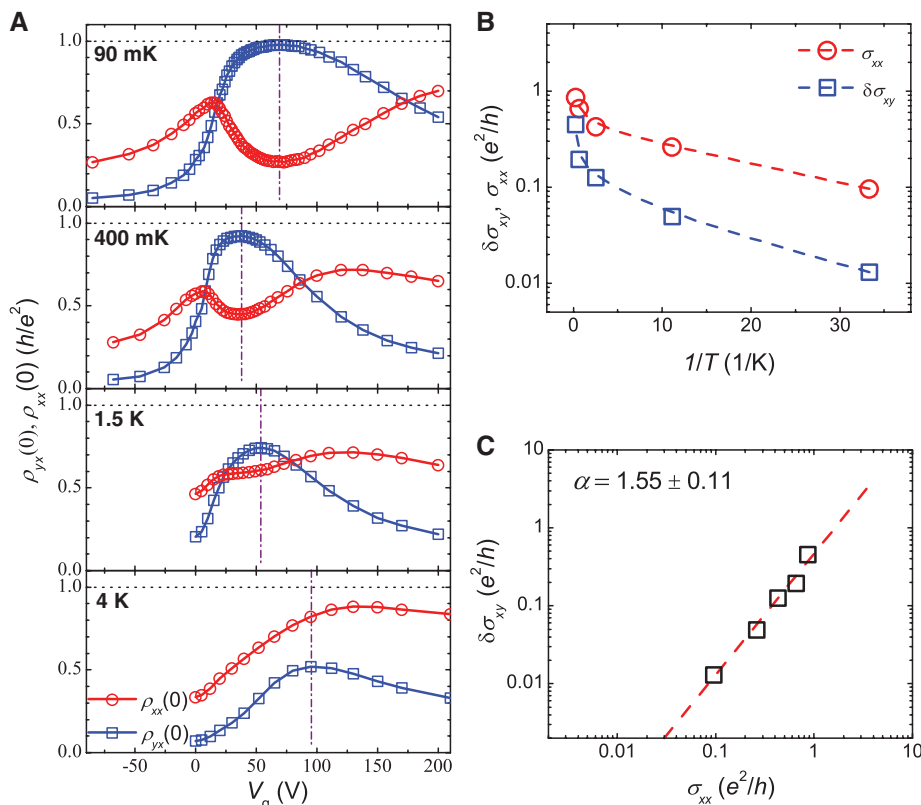 A
1.0
90 mK
0.5
0.0
1.0
400 mK
0.5
0.0
1.0
1.5 K
0.5
0.0
1.0
4 K
0.5
ρxx(0)
ρyx(0)
0.0
-50 0 50 100 150 200
Vg (V)
ρyx(0), ρxx(0) (h/e²)
B
σxx
δσxy
1
0.1
0.01
0 10 20 30
1/T (1/K)
δσxy, σxx (e²/h)
C
α = 1.55 ± 0.11
10
1
0.1
0.01
0.01 0.1 1 10
σxx (e²/h)
δσxy (e²/h)